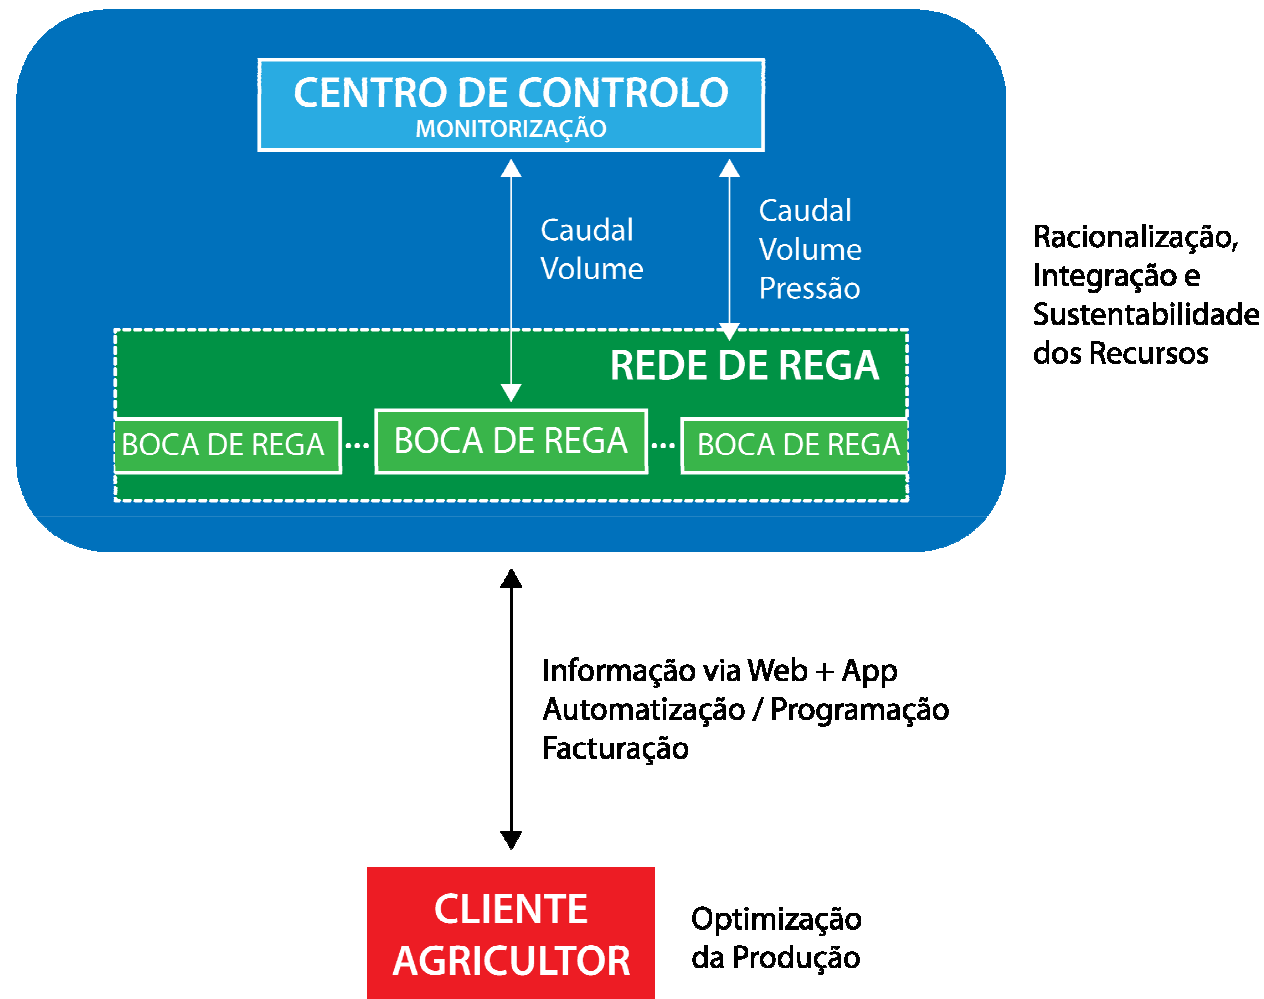 CENTRO DE CONTROLO
MONITORIZAÇÃO
Caudal
Volume
Caudal
Volume
Pressão
Racionalização,
Integração e
Sustentabilidade
dos Recursos
REDE DE REGA
BOCA DE REGA ... BOCA DE REGA ... BOCA DE REGA
Informação via Web + App
Automatização / Programação
Facturação
CLIENTE
AGRICULTOR
Optimização
da Produção